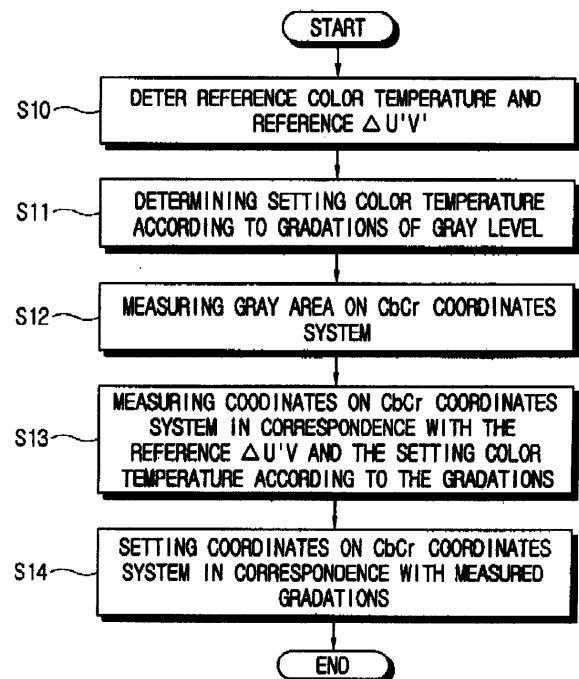 START
S10
DETER REFERENCE COLOR TEMPERATURE AND
REFERENCE △ U'V'
S11
DETERMINING SETTING COLOR TEMPERATURE
ACCORDING TO GRADATIONS OF GRAY LEVEL
S12
MEASURING GRAY AREA ON CbCr COORDINATES
SYSTEM
S13
MEASURING COODINATES ON CbCr COORDINATES
SYSTEM IN CORRESPONDENCE WITH THE
REFERENCE △U'V AND THE SETTING COLOR
TEMPERATURE ACCORDING TO THE GRADATIONS
S14
SETTING COORDINATES ON CbCr COORDINATES
SYSTEM IN CORRESPONDENCE WITH MEASURED
GRADATIONS
END